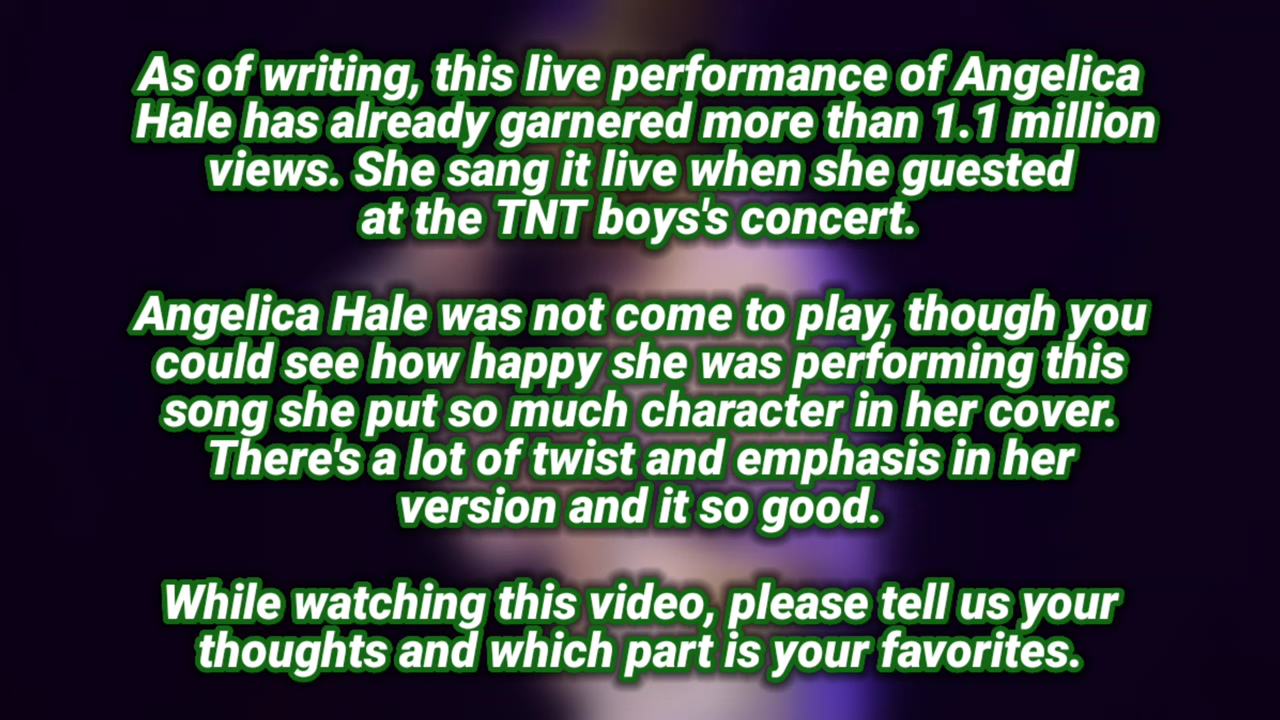 As of writing, this live performance of Angelica
Hale has already garnered more than 1.1 million
views. She sang it live when she guested
at the TNT boys's concert.
Angelica Hale was not come to play, though you
could see how happy she was performing this
song she put so much character in her cover.
There's a lot of twist and emphasis in her
version and it so good.
While watching this video, please tell us your
thoughts and which part is your favorites.